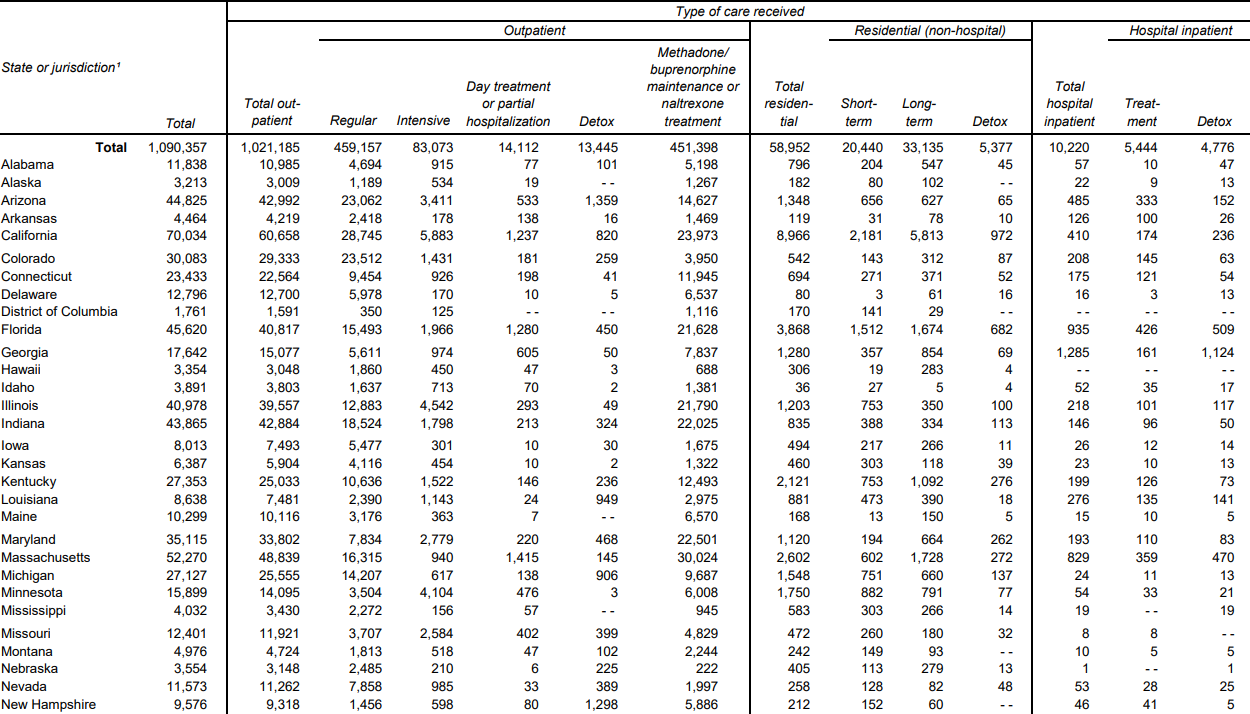 Type of care received
Outpatient Residential (non-hospital) Hospital inpatient
State or jurisdiction¹
Total
Total out-
patient
Regular
Intensive
Day treatment
or partial
hospitalization
Detox
Methadone/
buprenorphine
maintenance or
naltrexone
treatment
Total
residen-
tial
Short-
term
Long-
term
Detox
Total
hospital
inpatient
Treat-
ment
Detox
Total 1,090,357 1,021,185 459,157 83,073 14,112 13,445 451,398 58,952 20,440 33,135 5,377 10,220 5,444 4,776
Alabama 11,838 10,985 4,694 915 77 101 5,198 796 204 547 45 57 10 47
Alaska 3,213 3,009 1,189 534 19 - - 1,267 182 80 102 - - 22 9 13
Arizona 44,825 42,992 23,062 3,411 533 1,359 14,627 1,348 656 627 65 485 333 152
Arkansas 4,464 4,219 2,418 178 138 16 1,469 119 31 78 10 126 100 26
California 70,034 60,658 28,745 5,883 1,237 820 23,973 8,966 2,181 5,813 972 410 174 236
Colorado 30,083 29,333 23,512 1,431 181 259 3,950 542 143 312 87 208 145 63
Connecticut 23,433 22,564 9,454 926 198 41 11,945 694 271 371 52 175 121 54
Delaware 12,796 12,700 5,978 170 10 5 6,537 80 3 61 16 16 3 13
District of Columbia 1,761 1,591 350 125 - - - - 1,116 170 141 29 - - - - - - - -
Florida 45,620 40,817 15,493 1,966 1,280 450 21,628 3,868 1,512 1,674 682 935 426 509
Georgia 17,642 15,077 5,611 974 605 50 7,837 1,280 357 854 69 1,285 161 1,124
Hawaii 3,354 3,048 1,860 450 47 3 688 306 19 283 4 - - - - - -
Idaho 3,891 3,803 1,637 713 70 2 1,381 36 27 5 4 52 35 17
Illinois 40,978 39,557 12,883 4,542 293 49 21,790 1,203 753 350 100 218 101 117
Indiana 43,865 42,884 18,524 1,798 213 324 22,025 835 388 334 113 146 96 50
Iowa 8,013 7,493 5,477 301 10 30 1,675 494 217 266 11 26 12 14
Kansas 6,387 5,904 4,116 454 10 2 1,322 460 303 118 39 23 10 13
Kentucky 27,353 25,033 10,636 1,522 146 236 12,493 2,121 753 1,092 276 199 126 73
Louisiana 8,638 7,481 2,390 1,143 24 949 2,975 881 473 390 18 276 135 141
Maine 10,299 10,116 3,176 363 7 - - 6,570 168 13 150 5 15 10 5
Maryland 35,115 33,802 7,834 2,779 220 468 22,501 1,120 194 664 262 193 110 83
Massachusetts 52,270 48,839 16,315 940 1,415 145 30,024 2,602 602 1,728 272 829 359 470
Michigan 27,127 25,555 14,207 617 138 906 9,687 1,548 751 660 137 24 11 13
Minnesota 15,899 14,095 3,504 4,104 476 3 6,008 1,750 882 791 77 54 33 21
Mississippi 4,032 3,430 2,272 156 57 - - 945 583 303 266 14 19 - - 19
Missouri 12,401 11,921 3,707 2,584 402 399 4,829 472 260 180 32 8 8 - -
Montana 4,976 4,724 1,813 518 47 102 2,244 242 149 93 - - 10 5 5
Nebraska 3,554 3,148 2,485 210 6 225 222 405 113 279 13 1 - - 1
Nevada 11,573 11,262 7,858 985 33 389 1,997 258 128 82 48 53 28 25
New Hampshire 9,576 9,318 1,456 598 80 1,298 5,886 212 152 60 - - 46 41 5